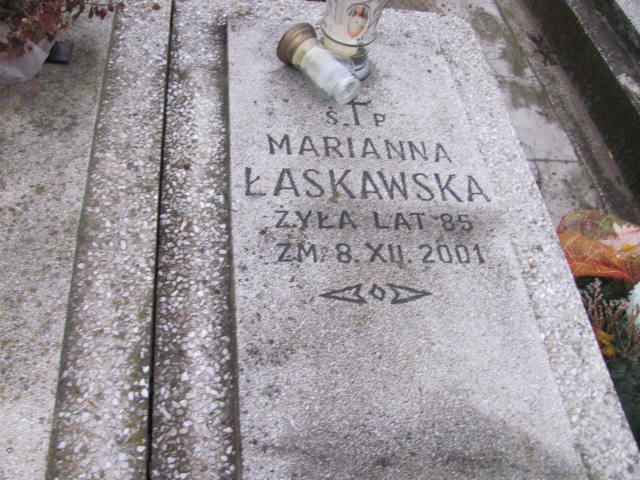 Ś.†P
MARIANNA
ŁASKAWSKA
ŻYŁA LAT 85
ZM. 8.XII.2001